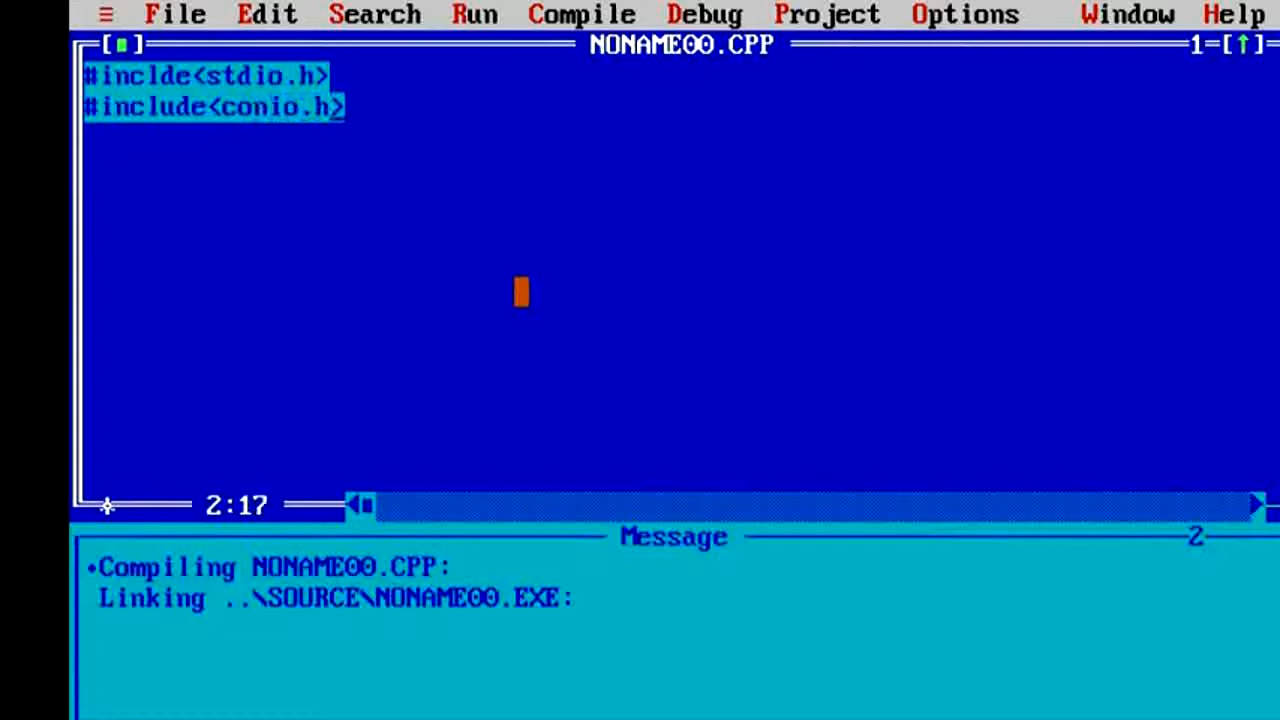 ≡ File Edit Search Run Compile Debug Project Options Window Help
[■] NONAME00.CPP 1=[↑]
#inclde<stdio.h>
#include<conio.h>
2:17
Message 2
•Compiling NONAME00.CPP:
Linking ..\SOURCE\NONAME00.EXE: